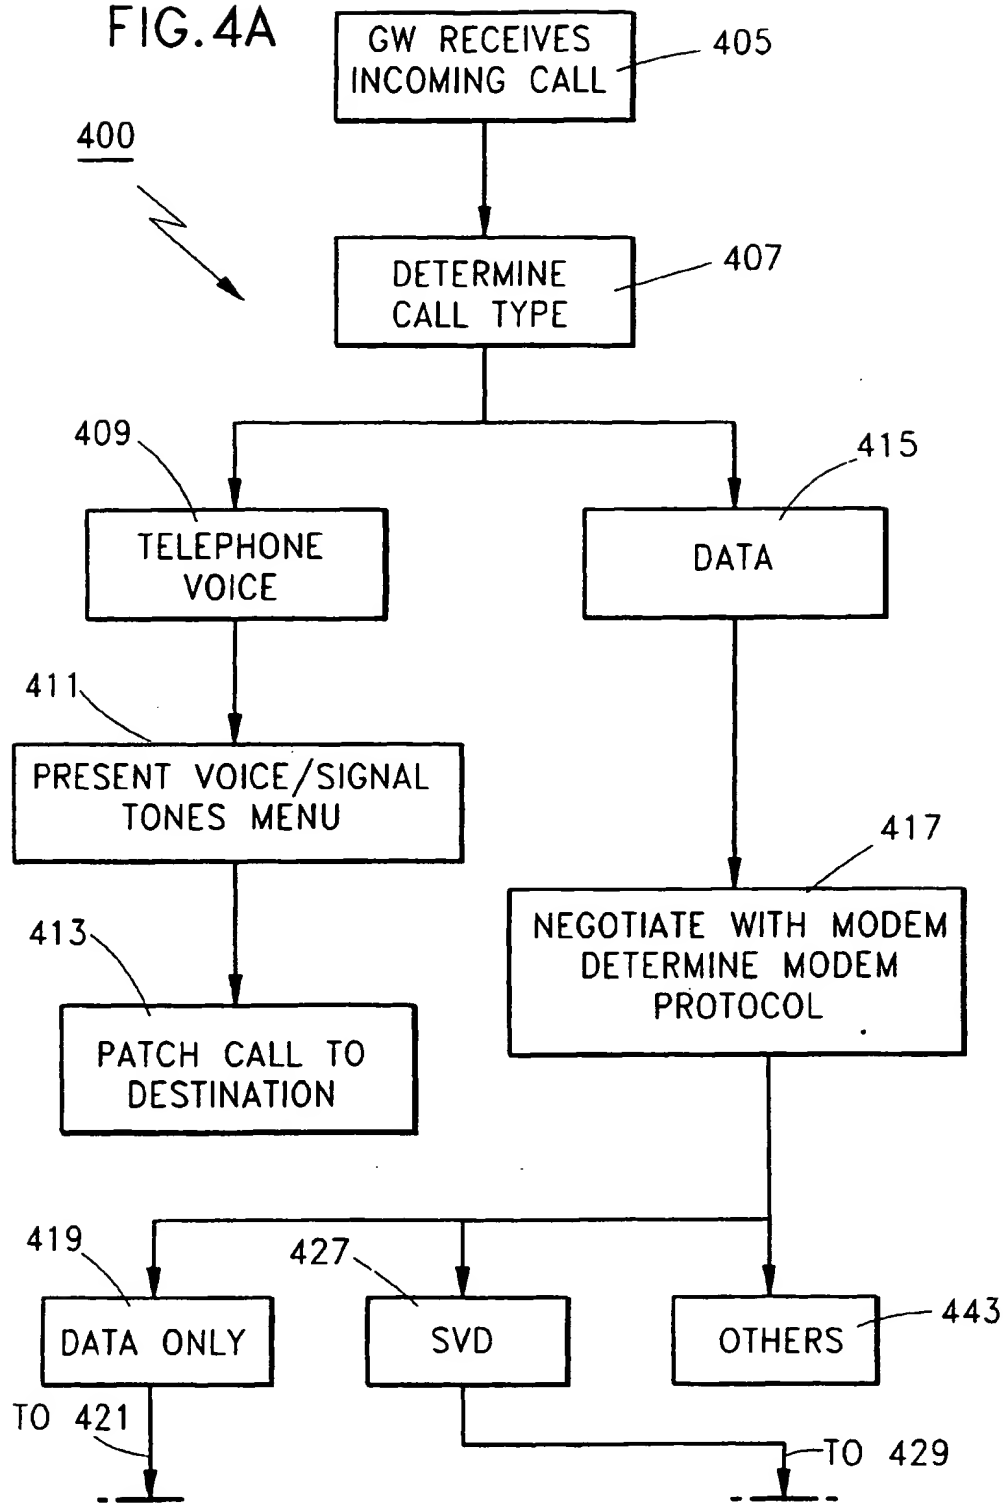 FIG. 4A
GW RECEIVES
INCOMING CALL
405
400
DETERMINE
CALL TYPE
407
409
415
TELEPHONE
VOICE
DATA
411
PRESENT VOICE/SIGNAL
TONES MENU
417
NEGOTIATE WITH MODEM
DETERMINE MODEM
PROTOCOL
413
PATCH CALL TO
DESTINATION
419
427
443
DATA ONLY
SVD
OTHERS
TO 421
TO 429